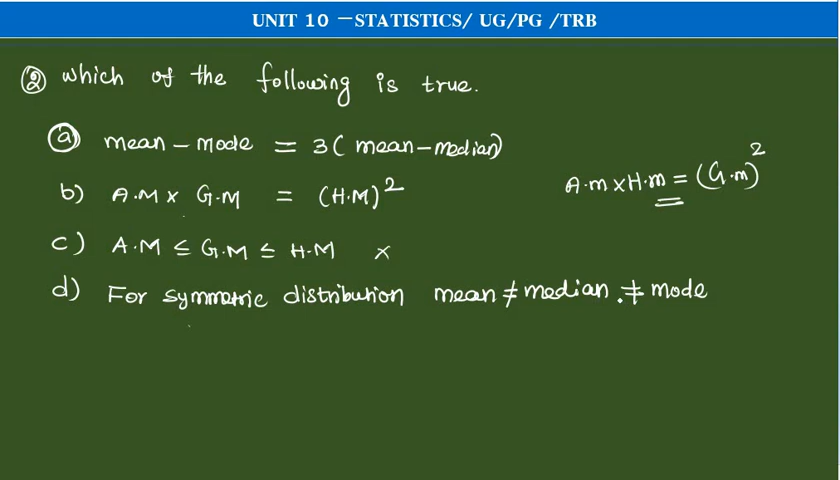 UNIT 10 – STATISTICS/ UG/PG /TRB
② which of the following is true.
ⓐ mean – mode = 3 ( mean – median)
b) A.M x G.M = (H.M)²
A.m x H.m = (G.m)²
c) A.M ≤ G.M ≤ H.M ×
d) For symmetric distribution mean ≠ median . ≠ mode